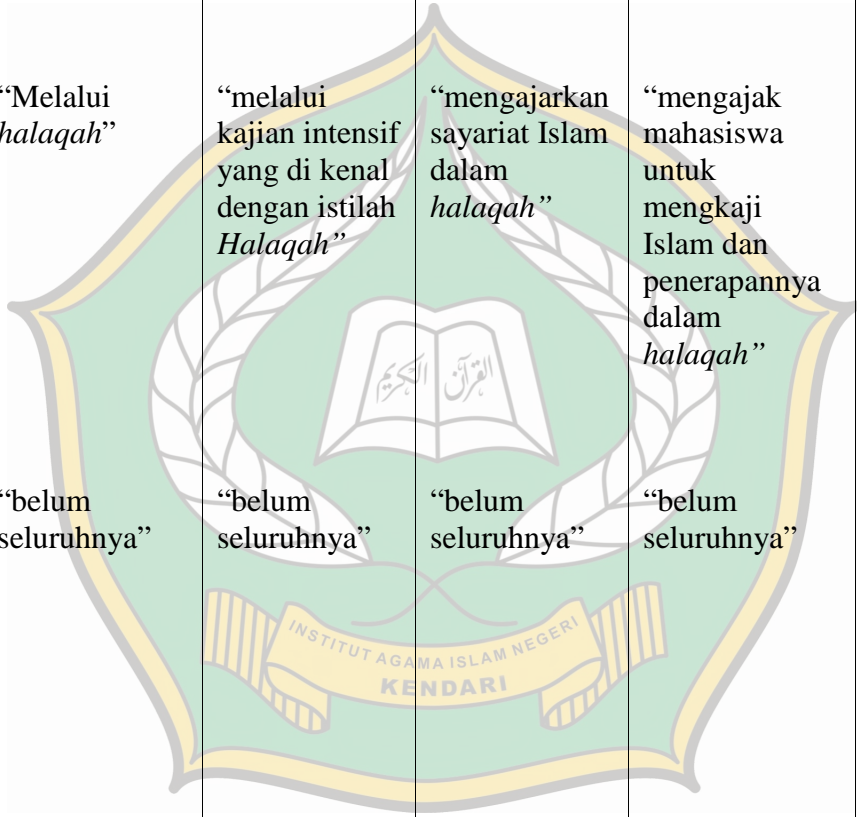 “Melalui
halaqah”
“melalui
kajian intensif
yang di kenal
dengan istilah
Halaqah”
“mengajarkan
sayariat Islam
dalam
halaqah”
“mengajak
mahasiswa
untuk
mengkaji
Islam dan
penerapannya
dalam
halaqah”
“belum
seluruhnya”
“belum
seluruhnya”
“belum
seluruhnya”
“belum
seluruhnya”
القرآن الكريم
INSTITUT AGAMA ISLAM NEGERI
KENDARI